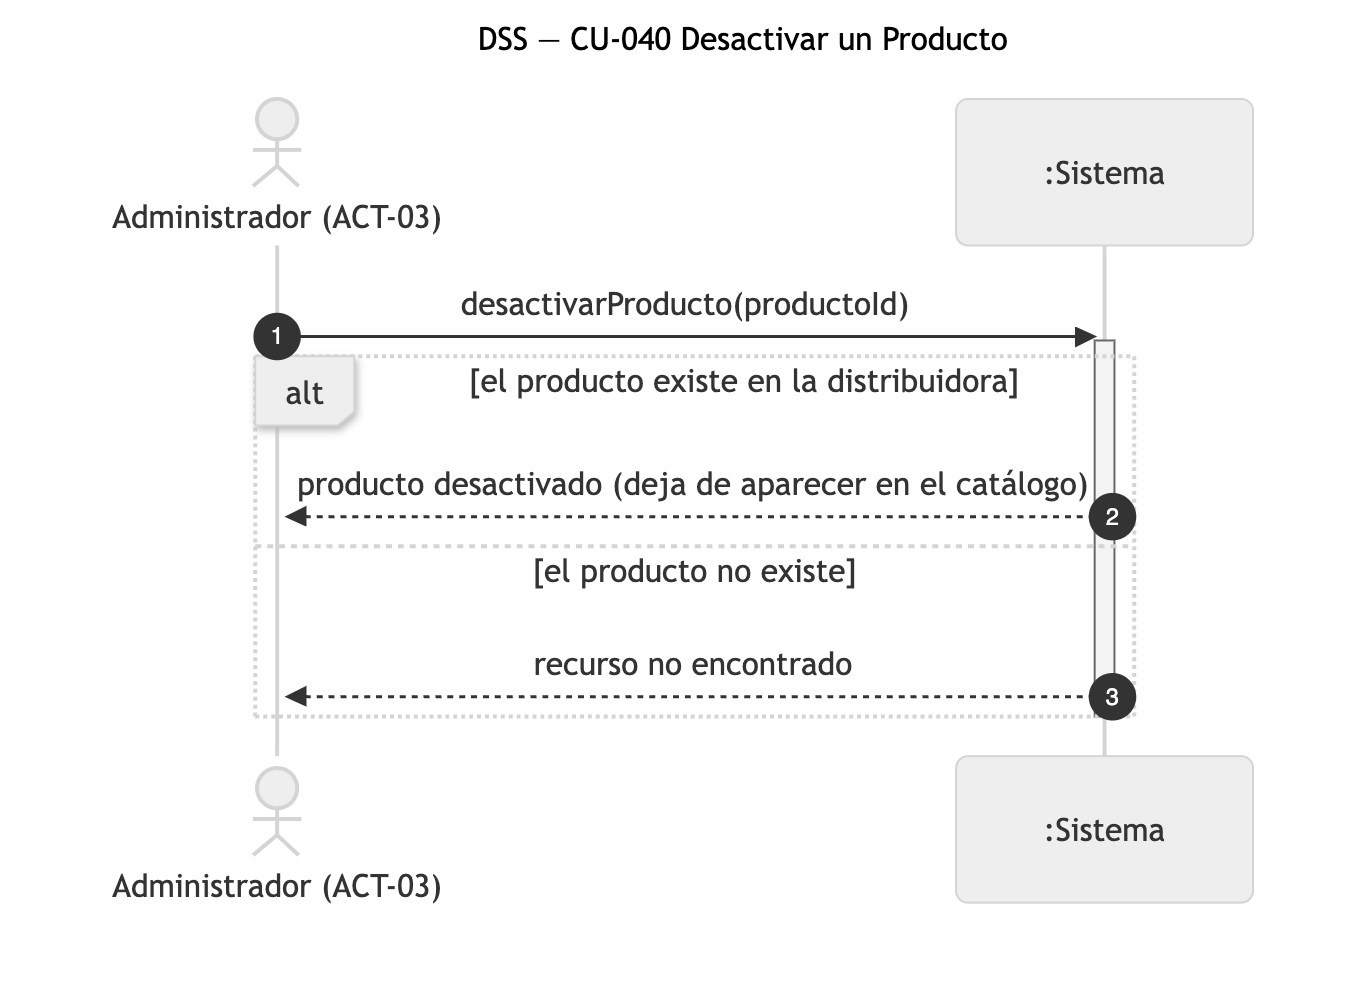 DSS — CU-040 Desactivar un Producto
:Sistema
Administrador (ACT-03)
desactivarProducto(productoId)
1
alt
[el producto existe en la distribuidora]
producto desactivado (deja de aparecer en el catálogo)
2
[el producto no existe]
recurso no encontrado
3
:Sistema
Administrador (ACT-03)